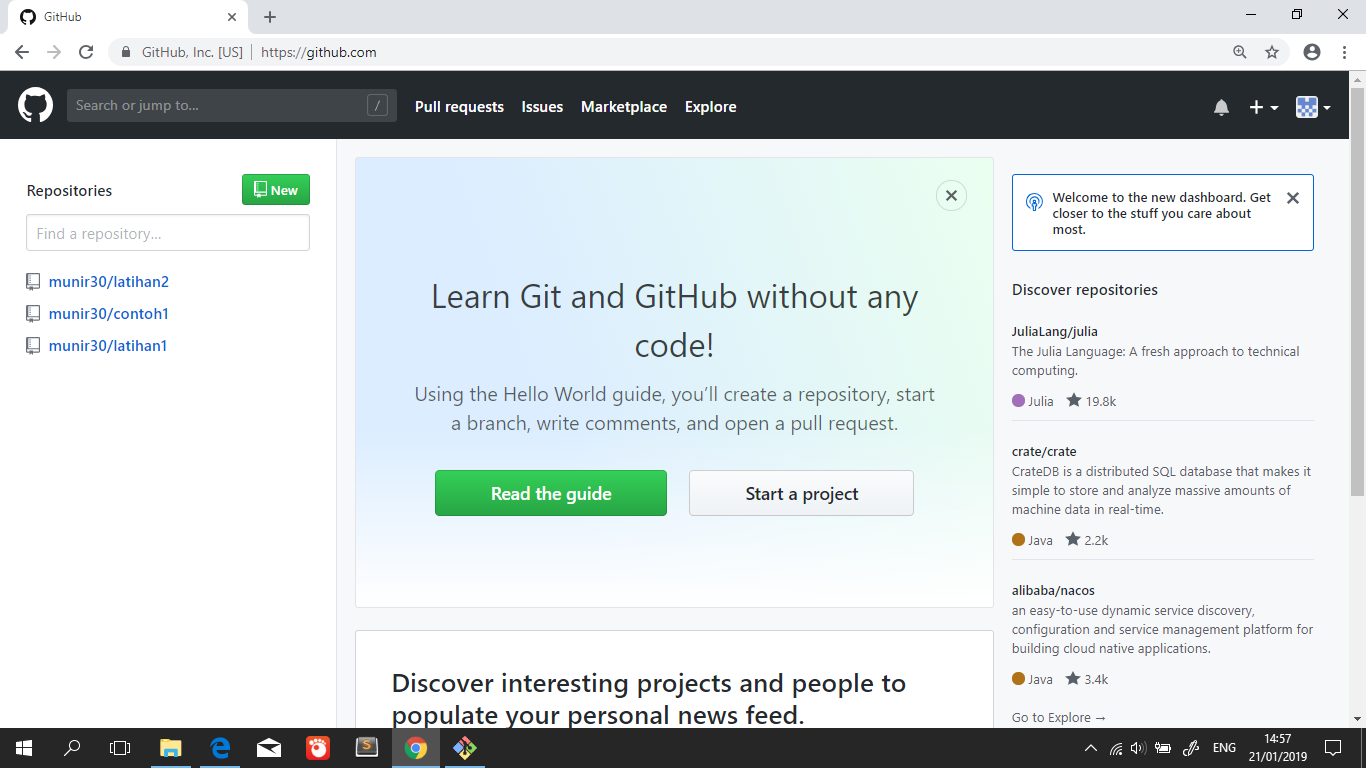 GitHub
GitHub, Inc. [US] https://github.com
Search or jump to... /
Pull requests Issues Marketplace Explore
Repositories
New
Find a repository...
munir30/latihan2
munir30/contoh1
munir30/latihan1
Learn Git and GitHub without any
code!
Using the Hello World guide, you’ll create a repository, start
a branch, write comments, and open a pull request.
Read the guide
Start a project
Discover interesting projects and people to
populate your personal news feed.
Welcome to the new dashboard. Get
closer to the stuff you care about
most.
Discover repositories
JuliaLang/julia
The Julia Language: A fresh approach to technical
computing.
Julia 19.8k
crate/crate
CrateDB is a distributed SQL database that makes it
simple to store and analyze massive amounts of
machine data in real-time.
Java 2.2k
alibaba/nacos
an easy-to-use dynamic service discovery,
configuration and service management platform for
building cloud native applications.
Java 3.4k
Go to Explore →
ENG
14:57
21/01/2019